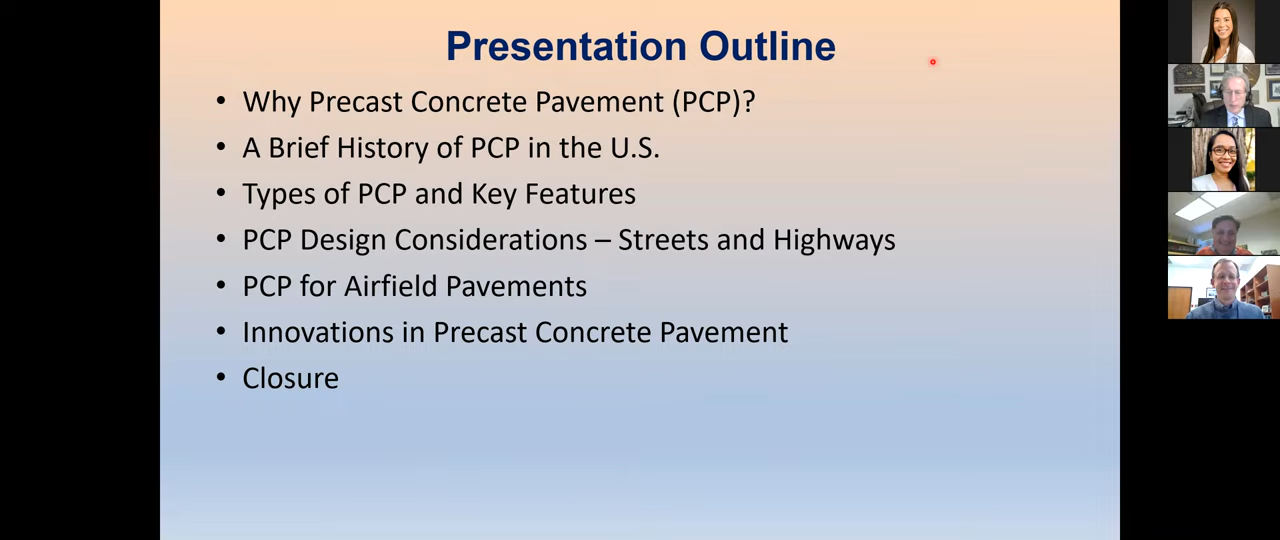 Presentation Outline
• Why Precast Concrete Pavement (PCP)?
• A Brief History of PCP in the U.S.
• Types of PCP and Key Features
• PCP Design Considerations – Streets and Highways
• PCP for Airfield Pavements
• Innovations in Precast Concrete Pavement
• Closure